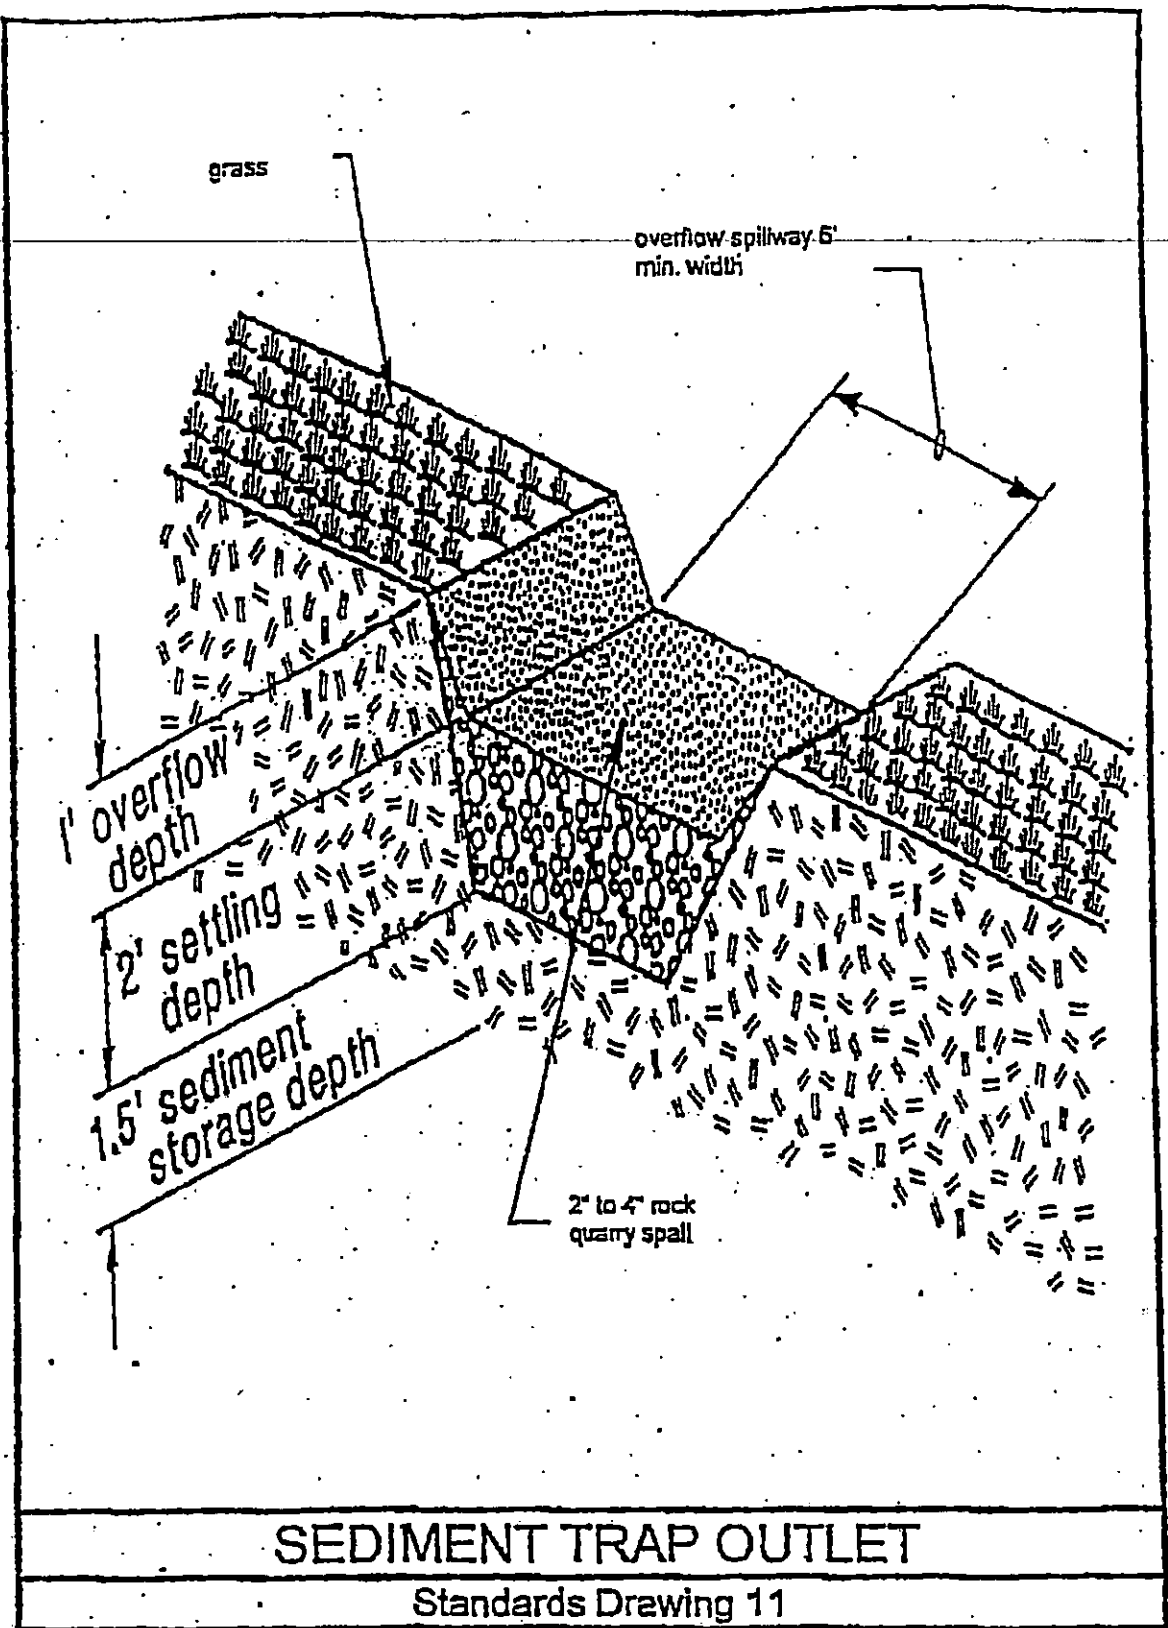 grass
overflow spillway 6'
min. width
1' overflow
depth
2' settling
depth
1.5' sediment
storage depth
2" to 4" rock
quarry spall
SEDIMENT TRAP OUTLET
Standards Drawing 11